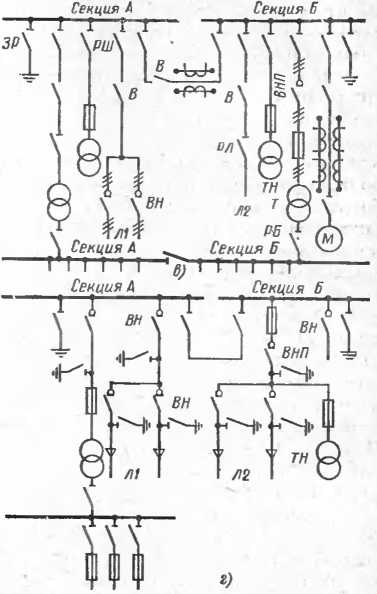 Секция А Секция Б
ЗР РШ В В В ВНП
РЛ ТН
Т
Л1 ВН Л2 РБ М
Секция А в) Секция Б
Секция А Секция Б
ВН ВНП ВН
ВН
Л1 Л2 ТН
г)